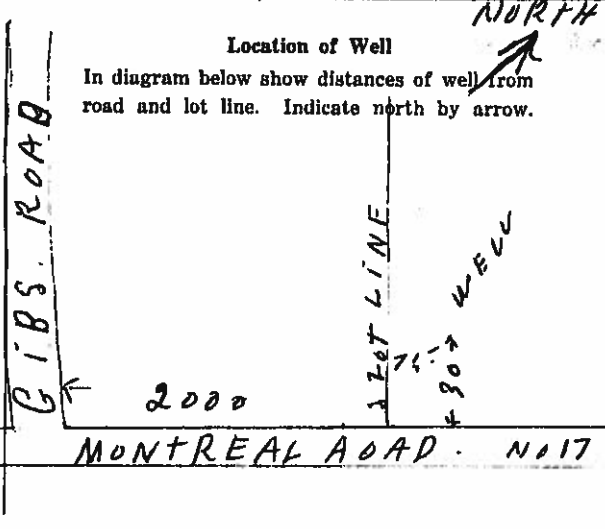 NORTH
Location of Well
In diagram below show distances of well from
road and lot line. Indicate north by arrow.
GIBS. ROAD
LOT LINE
WELL
30
2000
MONTREAL ROAD. No 17